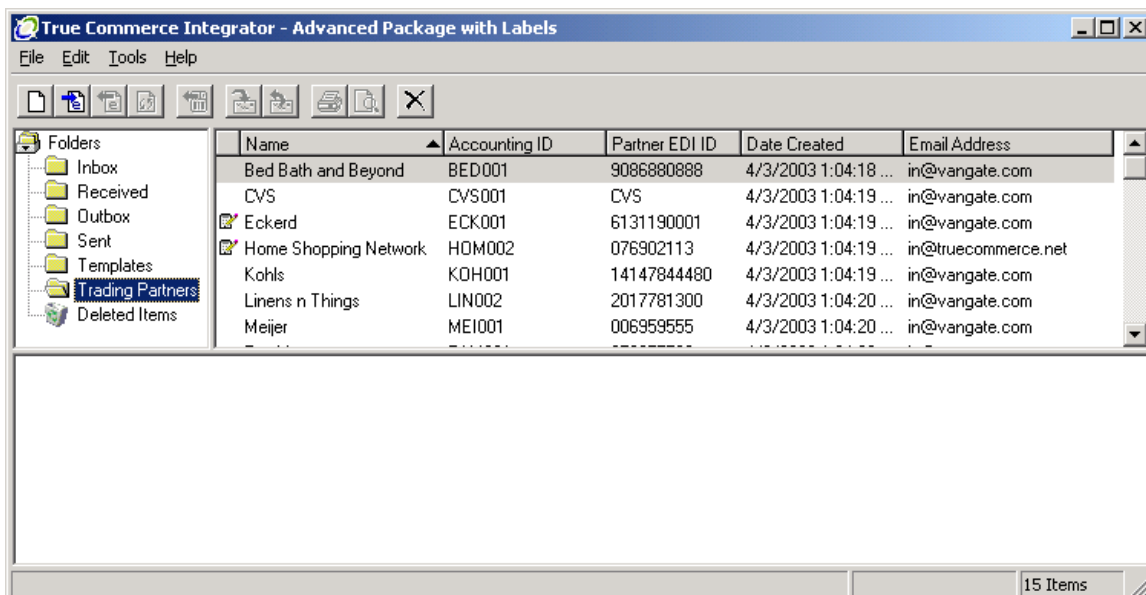 True Commerce Integrator - Advanced Package with Labels
File Edit Tools Help
Folders
Inbox
Received
Outbox
Sent
Templates
Trading Partners
Deleted Items
Name Accounting ID Partner EDI ID Date Created Email Address
Bed Bath and Beyond BED001 9086880888 4/3/2003 1:04:18 ... in@vangate.com
CVS CVS001 CVS 4/3/2003 1:04:19 ... in@vangate.com
Eckerd ECK001 6131190001 4/3/2003 1:04:19 ... in@vangate.com
Home Shopping Network HOM002 076902113 4/3/2003 1:04:19 ... in@truecommerce.net
Kohls KOH001 14147844480 4/3/2003 1:04:19 ... in@vangate.com
Linens n Things LIN002 2017781300 4/3/2003 1:04:20 ... in@vangate.com
Meijer MEI001 006959555 4/3/2003 1:04:20 ... in@vangate.com
15 Items